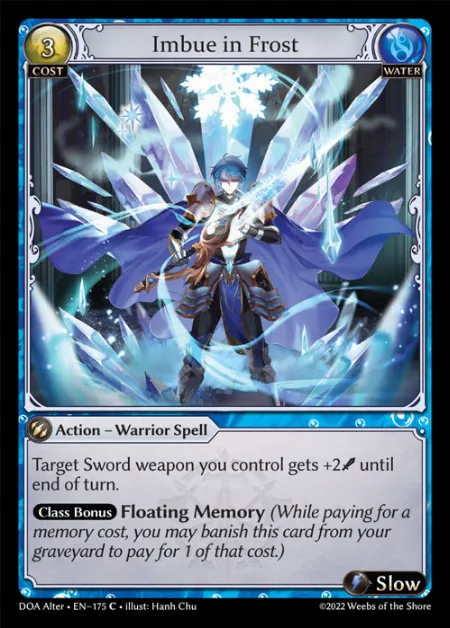 3
Imbue in Frost
COST
WATER
Action – Warrior Spell
Target Sword weapon you control gets +2 until
end of turn.
Class Bonus Floating Memory (While paying for a
memory cost, you may banish this card from your
graveyard to pay for 1 of that cost.)
Slow
DOA Alter • EN–175 C • illust: Hanh Chu
©2022 Weebs of the Shore